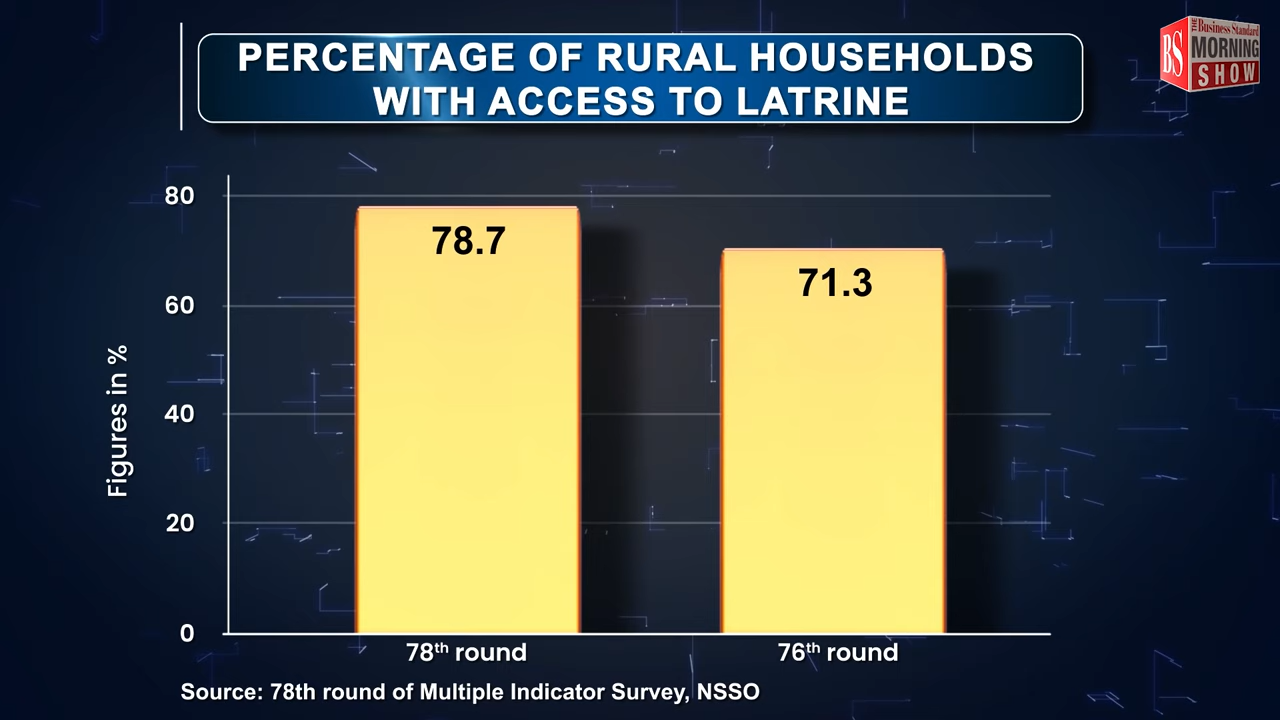 PERCENTAGE OF RURAL HOUSEHOLDS
WITH ACCESS TO LATRINE
BS
THE
Business Standard
MORNING
SHOW
80
60
40
20
0
Figures in %
78.7
71.3
78th round
76th round
Source: 78th round of Multiple Indicator Survey, NSSO